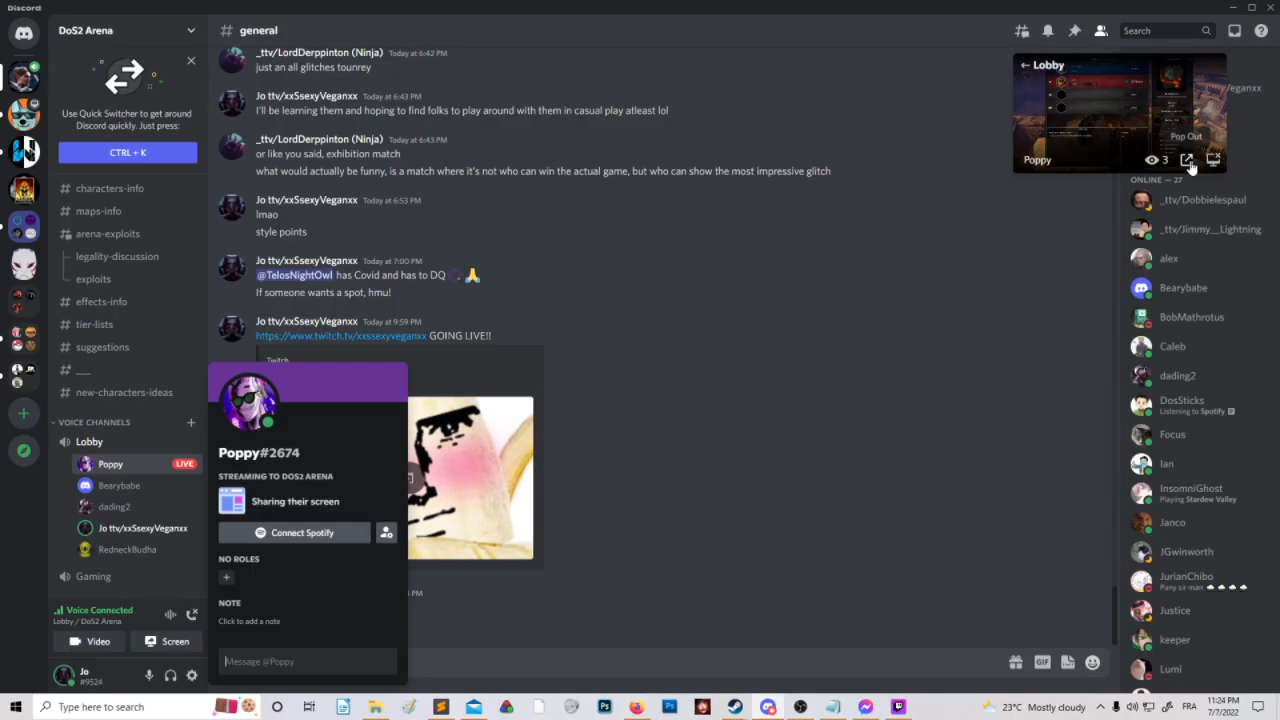 Discord
DoS2 Arena
general
Search
Use Quick Switcher to get around
Discord quickly. Just press:
CTRL + K
characters-info
maps-info
arena-exploits
legality-discussion
exploits
effects-info
tier-lists
suggestions
new-characters-ideas
VOICE CHANNELS
Lobby
Poppy LIVE
Bearybabe
dading2
Jo ttv/xxSsexyVeganxx
RedneckBudha
Gaming
Voice Connected
Lobby / DoS2 Arena
Video Screen
Jo
#9524
_ttv/LordDerppinton (Ninja) Today at 6:42 PM
just an all glitches tounrey
Jo ttv/xxSsexyVeganxx Today at 6:43 PM
I'll be learning them and hoping to find folks to play around with them in casual play atleast lol
_ttv/LordDerppinton (Ninja) Today at 6:43 PM
or like you said, exhibition match
what would actually be funny, is a match where it's not who can win the actual game, but who can show the most impressive glitch
Jo ttv/xxSsexyVeganxx Today at 6:53 PM
lmao
style points
Jo ttv/xxSsexyVeganxx Today at 7:00 PM
@TelosNightOwl has Covid and has to DQ
If someone wants a spot, hmu!
Jo ttv/xxSsexyVeganxx Today at 9:59 PM
https://www.twitch.tv/xxssexyveganxx GOING LIVE!!
Twitch
PM
Poppy#2674
STREAMING TO DOS2 ARENA
Sharing their screen
Connect Spotify
NO ROLES
NOTE
Click to add a note
Message @Poppy
GIF
Lobby
Pop Out
Poppy 3
/eganxx
ONLINE — 27
_ttv/Dobbielespaul
_ttv/Jimmy__Lightning
alex
Bearybabe
BobMathrotus
Caleb
dading2
DosSticks
Listening to Spotify
Focus
Ian
InsomniGhost
Playing Stardew Valley
Janco
JGwinworth
JurianChibo
Puny sir man
Justice
keeper
Lumi
Type here to search
23°C Mostly cloudy
FRA
11:24 PM
7/7/2022